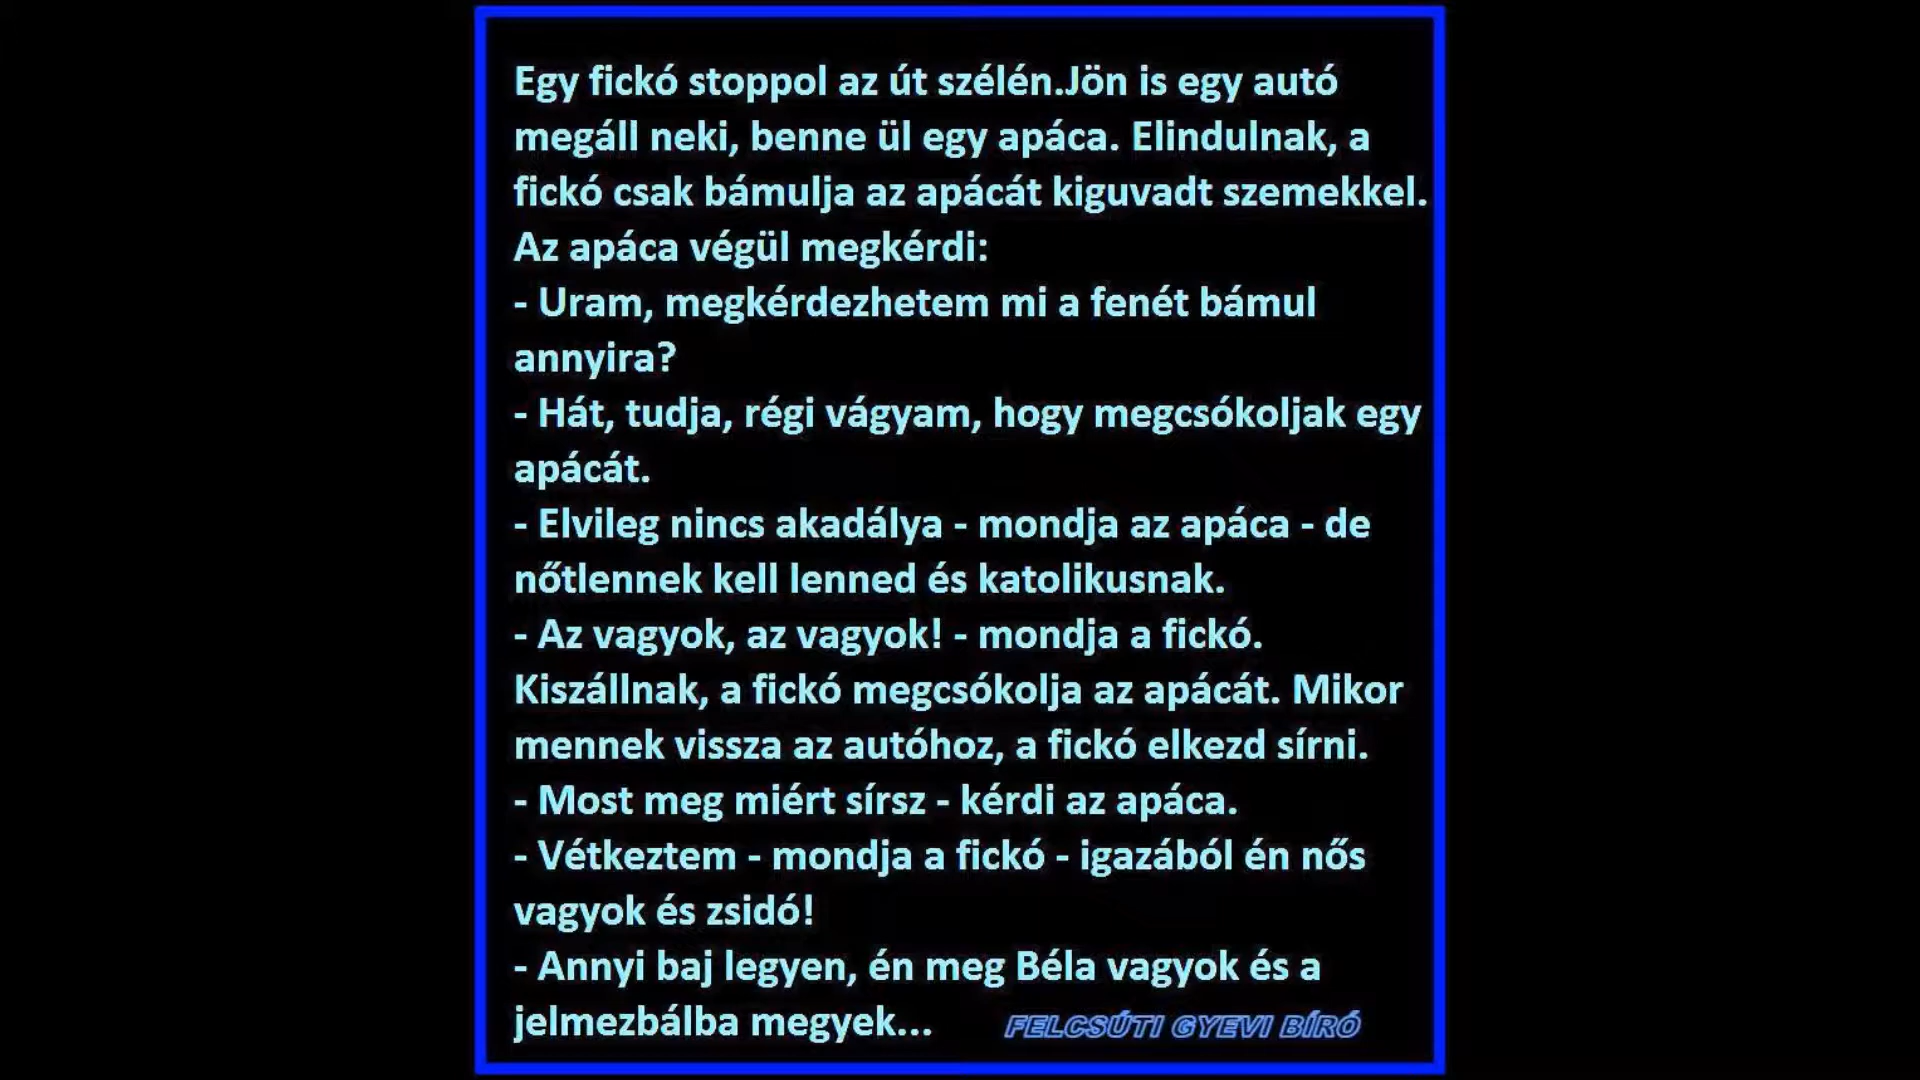 Egy fickó stoppol az út szélén.Jön is egy autó
megáll neki, benne ül egy apáca. Elindulnak, a
fickó csak bámulja az apácát kiguvadt szemekkel.
Az apáca végül megkérdi:
- Uram, megkérdezhetem mi a fenét bámul
annyira?
- Hát, tudja, régi vágyam, hogy megcsókoljak egy
apácát.
- Elvileg nincs akadálya - mondja az apáca - de
nőtlennek kell lenned és katolikusnak.
- Az vagyok, az vagyok! - mondja a fickó.
Kiszállnak, a fickó megcsókolja az apácát. Mikor
mennek vissza az autóhoz, a fickó elkezd sírni.
- Most meg miért sírsz - kérdi az apáca.
- Vétkeztem - mondja a fickó - igazából én nős
vagyok és zsidó!
- Annyi baj legyen, én meg Béla vagyok és a
jelmezbálba megyek... FELCSÚTI GYEVI BÍRÓ